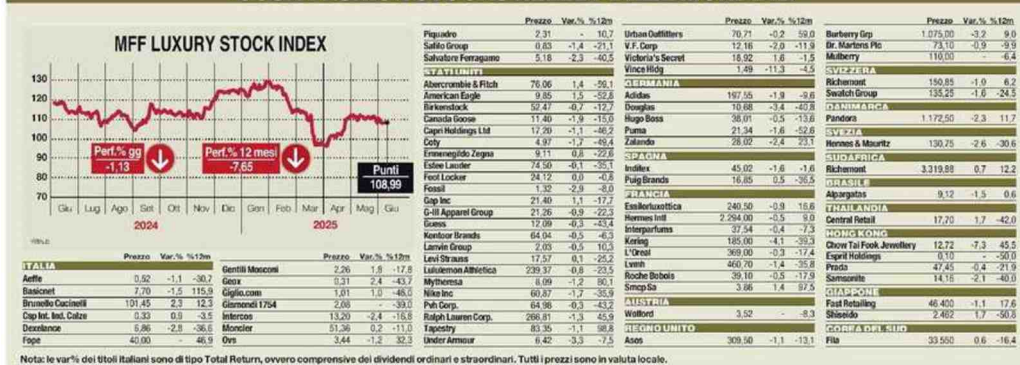 MFF LUXURY STOCK INDEX
130
120
110
100
90
80
70
Perf.% gg
-1,13
Perf.% 12 mesi
-7,65
Punti
108,99
Giu Lug Ago Set Ott Nov Dic Gen Feb Mar Apr Mag Giu
2024 2025
Prezzo Var.% %12m
ITALIA
Aeffe 0,52 -1,1 -30,2
Basicnet 7,70 -1,5 115,9
Brunello Cucinelli 101,45 2,3 12,3
Csp Int. Ind. Calze 0,33 0,9 -3,5
Dexelance 6,86 -2,8 -36,6
Fope 40,00 - 46,9
Prezzo Var.% %12m
Gentili Mosconi 2,26 1,8 -17,8
Geox 0,31 2,4 -43,7
Giglio.com 1,01 1,0 -46,0
Gismondi 1754 2,08 - -39,0
Intercos 13,20 -2,4 -16,8
Moncler 51,36 0,2 -11,0
Ovs 3,44 -1,2 32,3
Prezzo Var.% %12m
Piquadro 2,31 - 10,7
Safilo Group 0,83 -1,4 -21,1
Salvatore Ferragamo 5,18 -2,3 -40,5
STATI UNITI
Abercrombie & Fitch 76,06 1,4 -59,1
American Eagle 9,85 1,5 -52,8
Birkenstock 52,47 -0,7 -12,7
Canada Goose 11,40 -1,9 -15,0
Capri Holdings Ltd 17,20 -1,1 -46,2
Coty 4,97 -1,7 -49,4
Ermenegildo Zegna 9,11 0,8 -22,6
Estee Lauder 74,50 -0,1 -35,1
Foot Locker 24,12 0,0 -0,8
Fossil 1,32 -2,9 -8,0
Gap Inc 21,40 1,1 -17,7
G-III Apparel Group 21,26 -0,9 -22,3
Guess 12,09 -0,3 -43,4
Kontoor Brands 64,04 -0,5 -6,3
Lanvin Group 2,03 -0,5 10,3
Levi Strauss 17,57 0,1 -25,2
Lululemon Athletica 239,37 -0,8 -23,5
Mytheresa 8,09 -1,2 80,1
Nike Inc 60,87 -1,7 -35,9
Pvh Corp. 64,98 -0,3 -43,2
Ralph Lauren Corp. 266,81 -1,3 45,9
Tapestry 83,35 -1,1 98,8
Under Armour 6,42 -3,3 -7,5
Prezzo Var.% %12m
Urban Outfitters 70,71 -0,2 59,0
V.F. Corp 12,16 -2,0 -11,9
Victoria's Secret 18,92 1,6 -1,5
Vince Hldg 1,49 -11,3 -4,5
GERMANIA
Adidas 197,55 -1,9 -9,6
Douglas 10,68 -3,4 -40,8
Hugo Boss 38,01 -0,5 -13,6
Puma 21,34 -1,6 -52,6
Zalando 28,02 -2,4 23,1
SPAGNA
Inditex 45,02 -1,6 -1,6
Puig Brands 16,85 0,5 -36,5
FRANCIA
Essilorluxottica 240,50 -0,9 16,6
Hermes Intl 2.294,00 -0,5 9,0
Interparfums 37,54 -0,4 -7,3
Kering 185,00 -4,1 -39,3
L'Oreal 369,00 -0,3 -17,4
Lvmh 460,70 -1,4 -35,8
Roche Bobois 39,10 -0,5 -17,9
Smcp Sa 3,86 1,4 97,5
AUSTRIA
Wolford 3,52 - -8,3
REGNO UNITO
Asos 309,50 -1,1 -13,1
Prezzo Var.% %12m
Burberry Grp 1.075,00 -3,2 9,0
Dr. Martens Plc 73,10 -0,9 -9,9
Mulberry 110,00 - -6,4
SVIZZERA
Richemont 150,85 -1,0 6,2
Swatch Group 135,25 -1,6 -24,5
DANIMARCA
Pandora 1.172,50 -2,3 11,7
SVEZIA
Hennes & Mauritz 130,75 -2,6 -30,6
SUDAFRICA
Richemont 3.319,88 0,7 12,2
BRASILE
Alpargatas 9,12 -1,5 0,6
THAILANDIA
Central Retail 17,70 1,7 -42,0
HONG KONG
Chow Tai Fook Jewellery 12,72 -7,3 45,5
Esprit Holdings 0,10 - -50,0
Prada 47,45 -0,4 -21,9
Samsonite 14,16 -2,1 -40,0
GIAPPONE
Fast Retailing 46.400 -1,1 17,6
Shiseido 2.462 1,7 -50,8
COREA DEL SUD
Fila 33.550 0,6 -16,4
Nota: le var% dei titoli italiani sono di tipo Total Return, ovvero comprensive dei dividendi ordinari e straordinari. Tutti i prezzi sono in valuta locale.